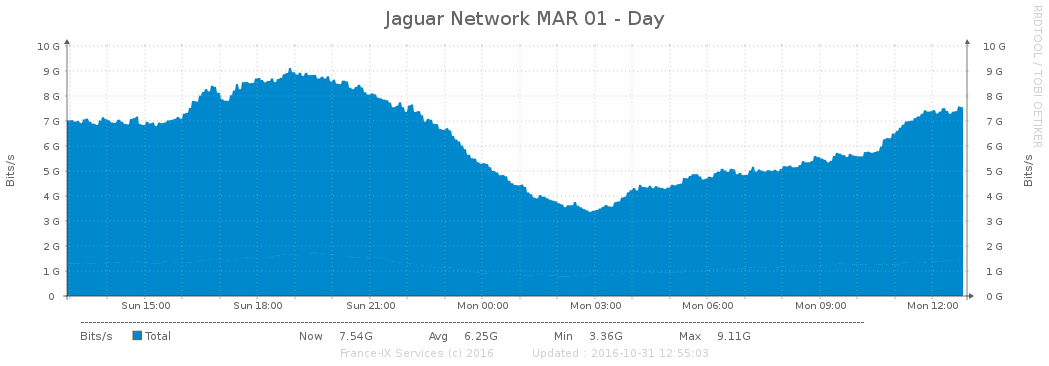 Jaguar Network MAR 01 - Day
RRDTOOL / TOBI OETIKER
Bits/s
10 G
9 G
8 G
7 G
6 G
5 G
4 G
3 G
2 G
1 G
0
10 G
9 G
8 G
7 G
6 G
5 G
4 G
3 G
2 G
1 G
0 G
Bits/s
Sun 15:00 Sun 18:00 Sun 21:00 Mon 00:00 Mon 03:00 Mon 06:00 Mon 09:00 Mon 12:00
Bits/s Total Now 7.54G Avg 6.25G Min 3.36G Max 9.11G
France-IX Services (c) 2016 Updated : 2016-10-31 12:55:03